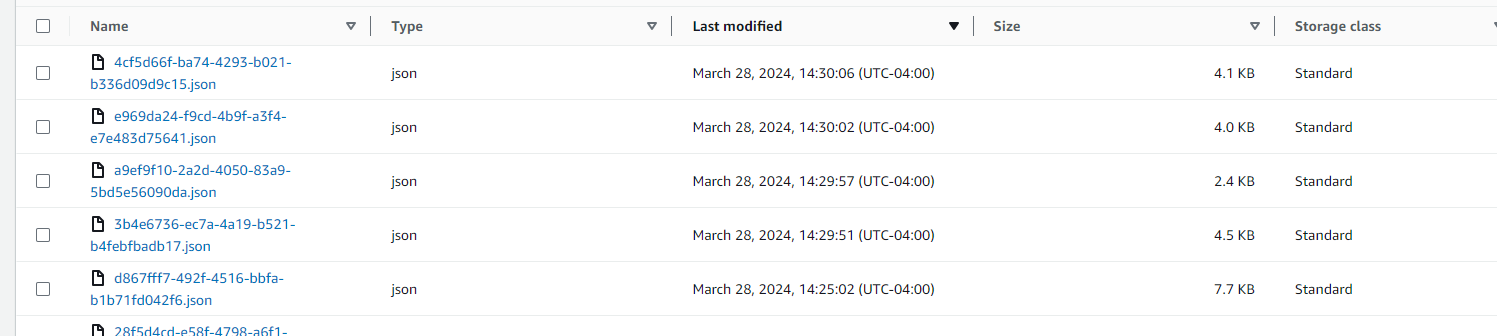 Name Type Last modified Size Storage class
4cf5d66f-ba74-4293-b021-
b336d09d9c15.json json March 28, 2024, 14:30:06 (UTC-04:00) 4.1 KB Standard
e969da24-f9cd-4b9f-a3f4-
e7e483d75641.json json March 28, 2024, 14:30:02 (UTC-04:00) 4.0 KB Standard
a9ef9f10-2a2d-4050-83a9-
5bd5e56090da.json json March 28, 2024, 14:29:57 (UTC-04:00) 2.4 KB Standard
3b4e6736-ec7a-4a19-b521-
b4febfbadb17.json json March 28, 2024, 14:29:51 (UTC-04:00) 4.5 KB Standard
d867fff7-492f-4516-bbfa-
b1b71fd042f6.json json March 28, 2024, 14:25:02 (UTC-04:00) 7.7 KB Standard
28f5d4cd-e58f-4798-a6f1-